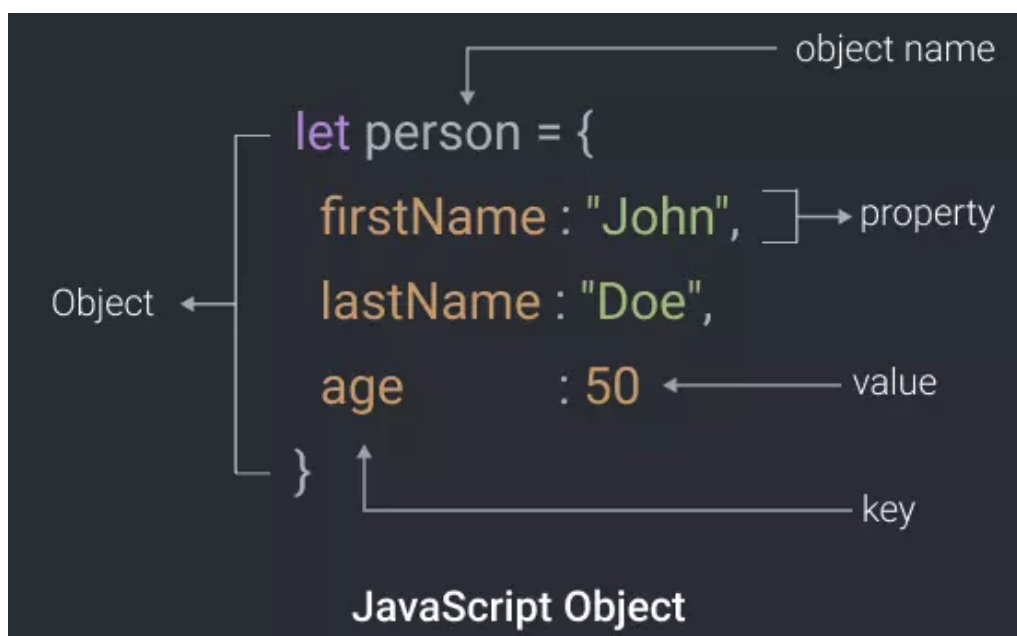 object name
let person = {
firstName : "John",
property
lastName : "Doe",
Object
age : 50
value
}
key
JavaScript Object